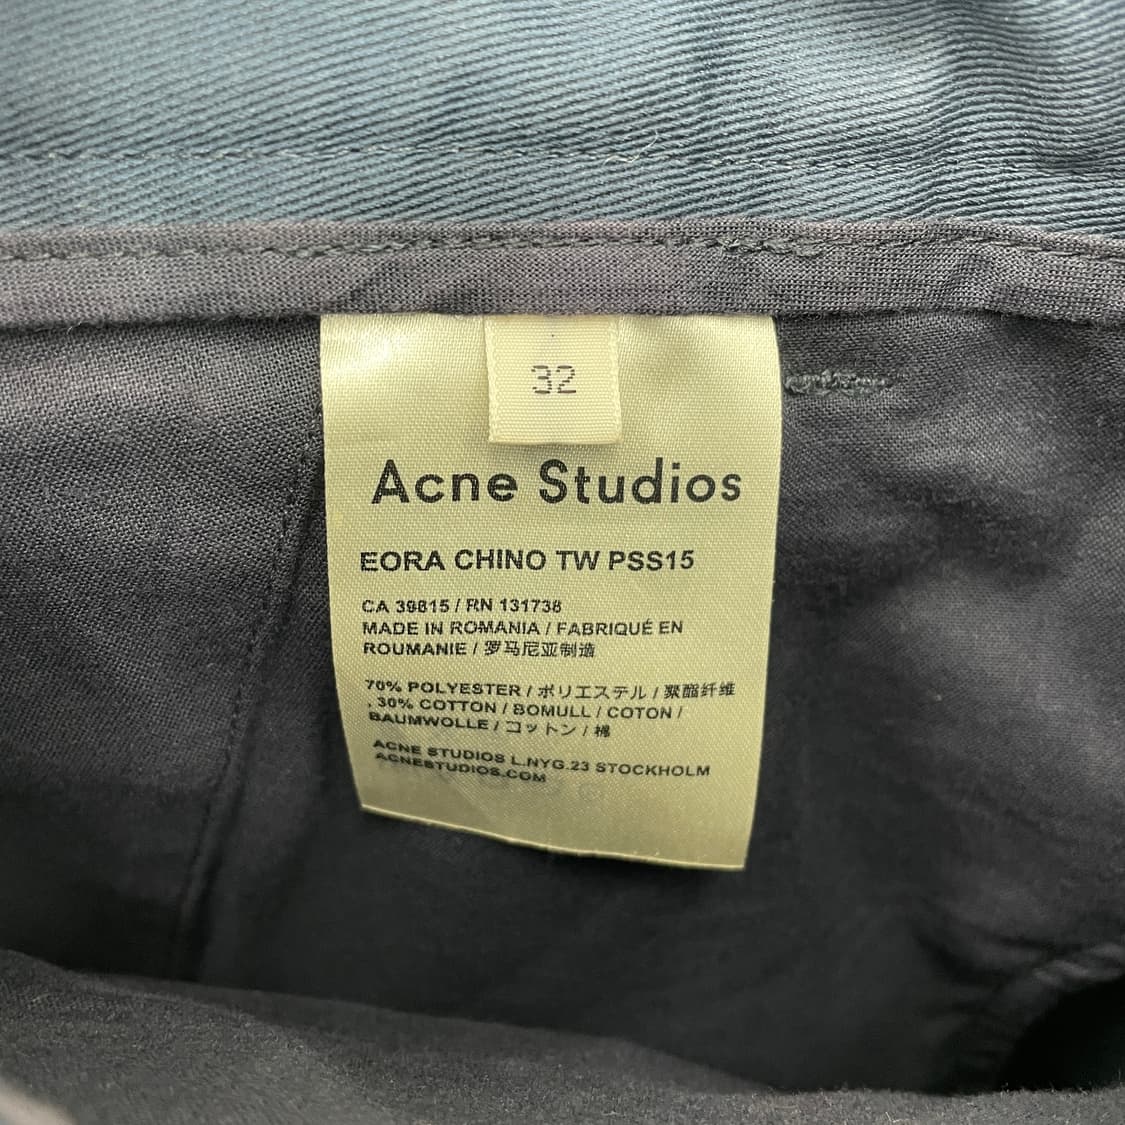 32
Acne Studios
EORA CHINO TW PSS15
CA 39815 / RN 131738
MADE IN ROMANIA / FABRIQUÉ EN
ROUMANIE / 罗马尼亚制造
70% POLYESTER / ポリエステル / 聚酯纤维
, 30% COTTON / BOMULL / COTON /
BAUMWOLLE / コットン / 棉
ACNE STUDIOS L.NYG.23 STOCKHOLM
ACNESTUDIOS.COM